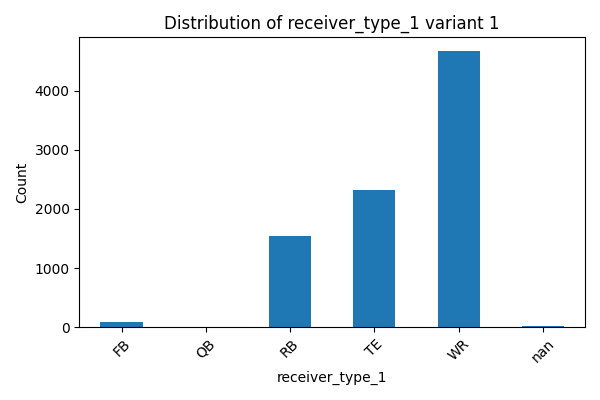 Distribution of receiver_type_1 variant 1
Count
4000
3000
2000
1000
0
FB
QB
RB
TE
WR
nan
receiver_type_1